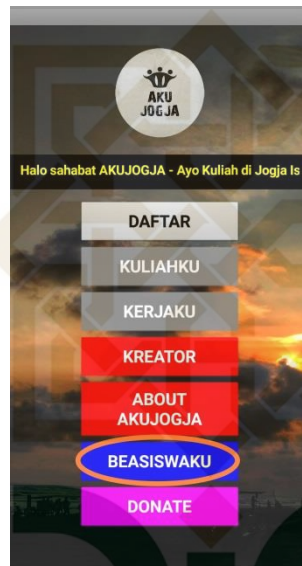 AKU
JOGJA
Halo sahabat AKUJOGJA - Ayo Kuliah di Jogja Is
DAFTAR
KULIAHKU
KERJAKU
KREATOR
ABOUT
AKUJOGJA
BEASISWAKU
DONATE